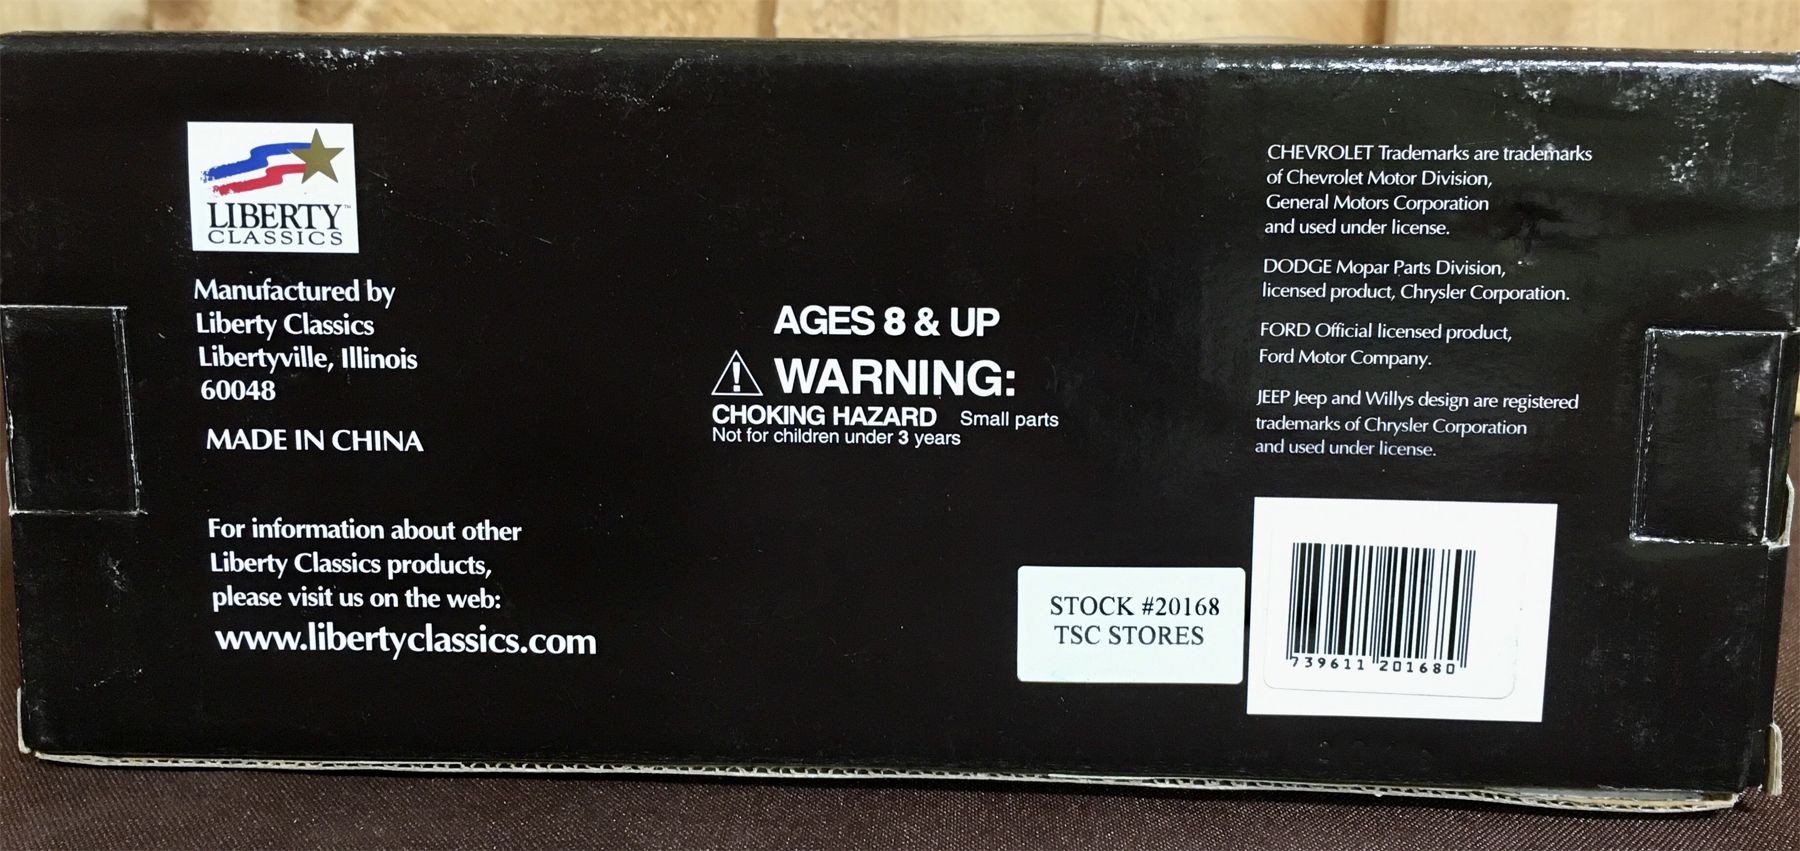 LIBERTY™
CLASSICS
Manufactured by
Liberty Classics
Libertyville, Illinois
60048
MADE IN CHINA
For information about other
Liberty Classics products,
please visit us on the web:
www.libertyclassics.com
AGES 8 & UP
WARNING:
CHOKING HAZARD Small parts
Not for children under 3 years
CHEVROLET Trademarks are trademarks
of Chevrolet Motor Division,
General Motors Corporation
and used under license.
DODGE Mopar Parts Division,
licensed product, Chrysler Corporation.
FORD Official licensed product,
Ford Motor Company.
JEEP Jeep and Willys design are registered
trademarks of Chrysler Corporation
and used under license.
STOCK #20168
TSC STORES
739611 201680